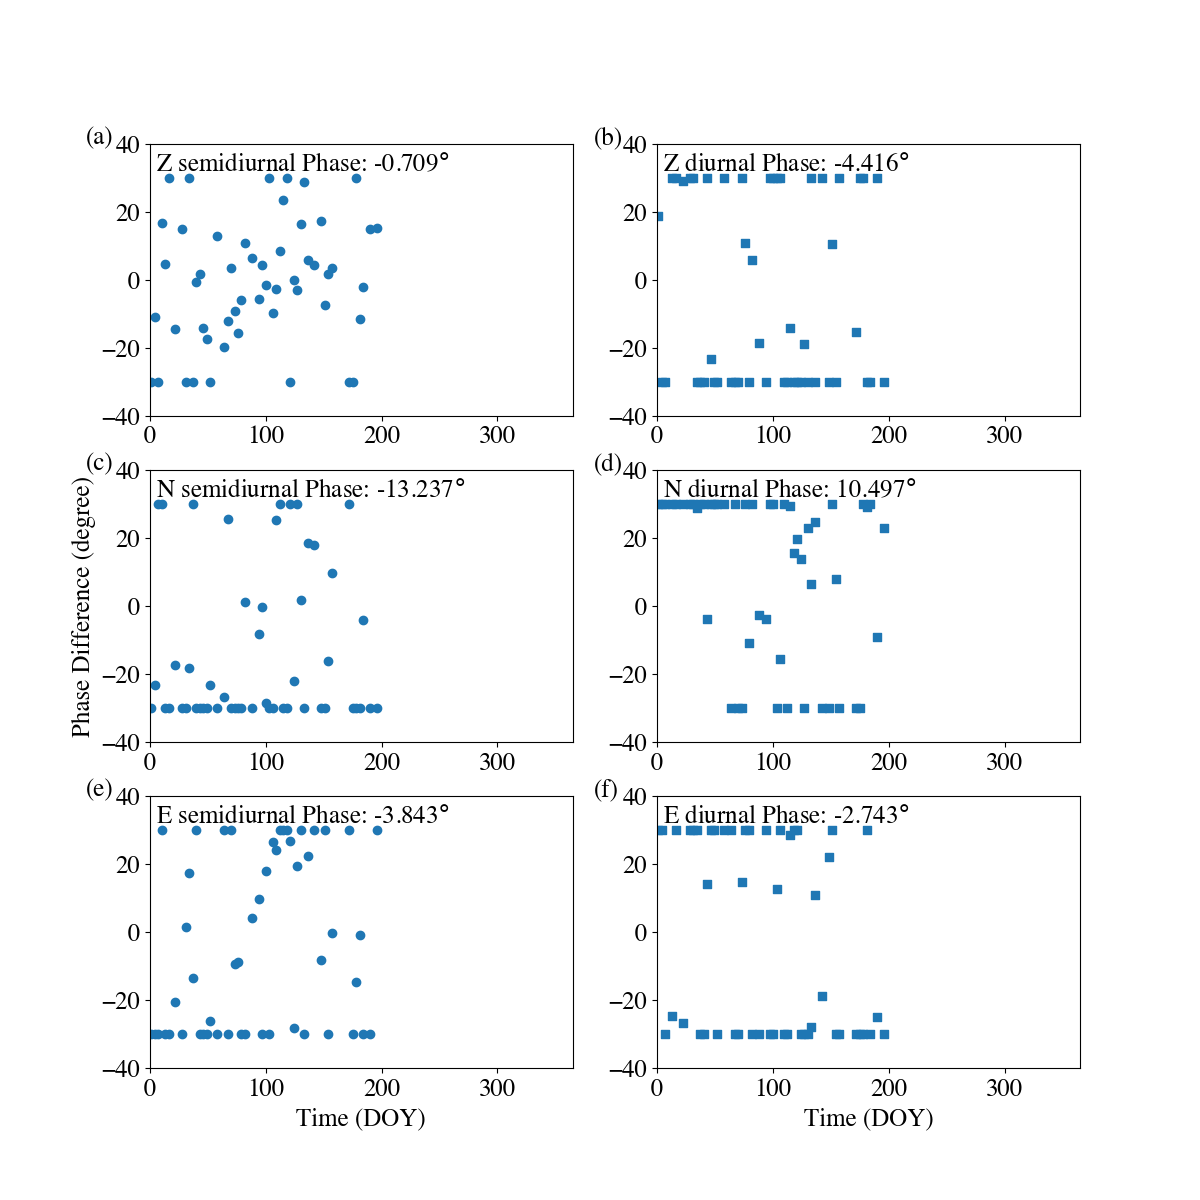 (a)
40
20
0
−20
−40
Z semidiurnal Phase: -0.709°
0 100 200 300
(b)
40
20
0
−20
−40
Z diurnal Phase: -4.416°
0 100 200 300
Phase Difference (degree)
(c)
40
20
0
−20
−40
N semidiurnal Phase: -13.237°
0 100 200 300
(d)
40
20
0
−20
−40
N diurnal Phase: 10.497°
0 100 200 300
(e)
40
20
0
−20
−40
E semidiurnal Phase: -3.843°
0 100 200 300
Time (DOY)
(f)
40
20
0
−20
−40
E diurnal Phase: -2.743°
0 100 200 300
Time (DOY)